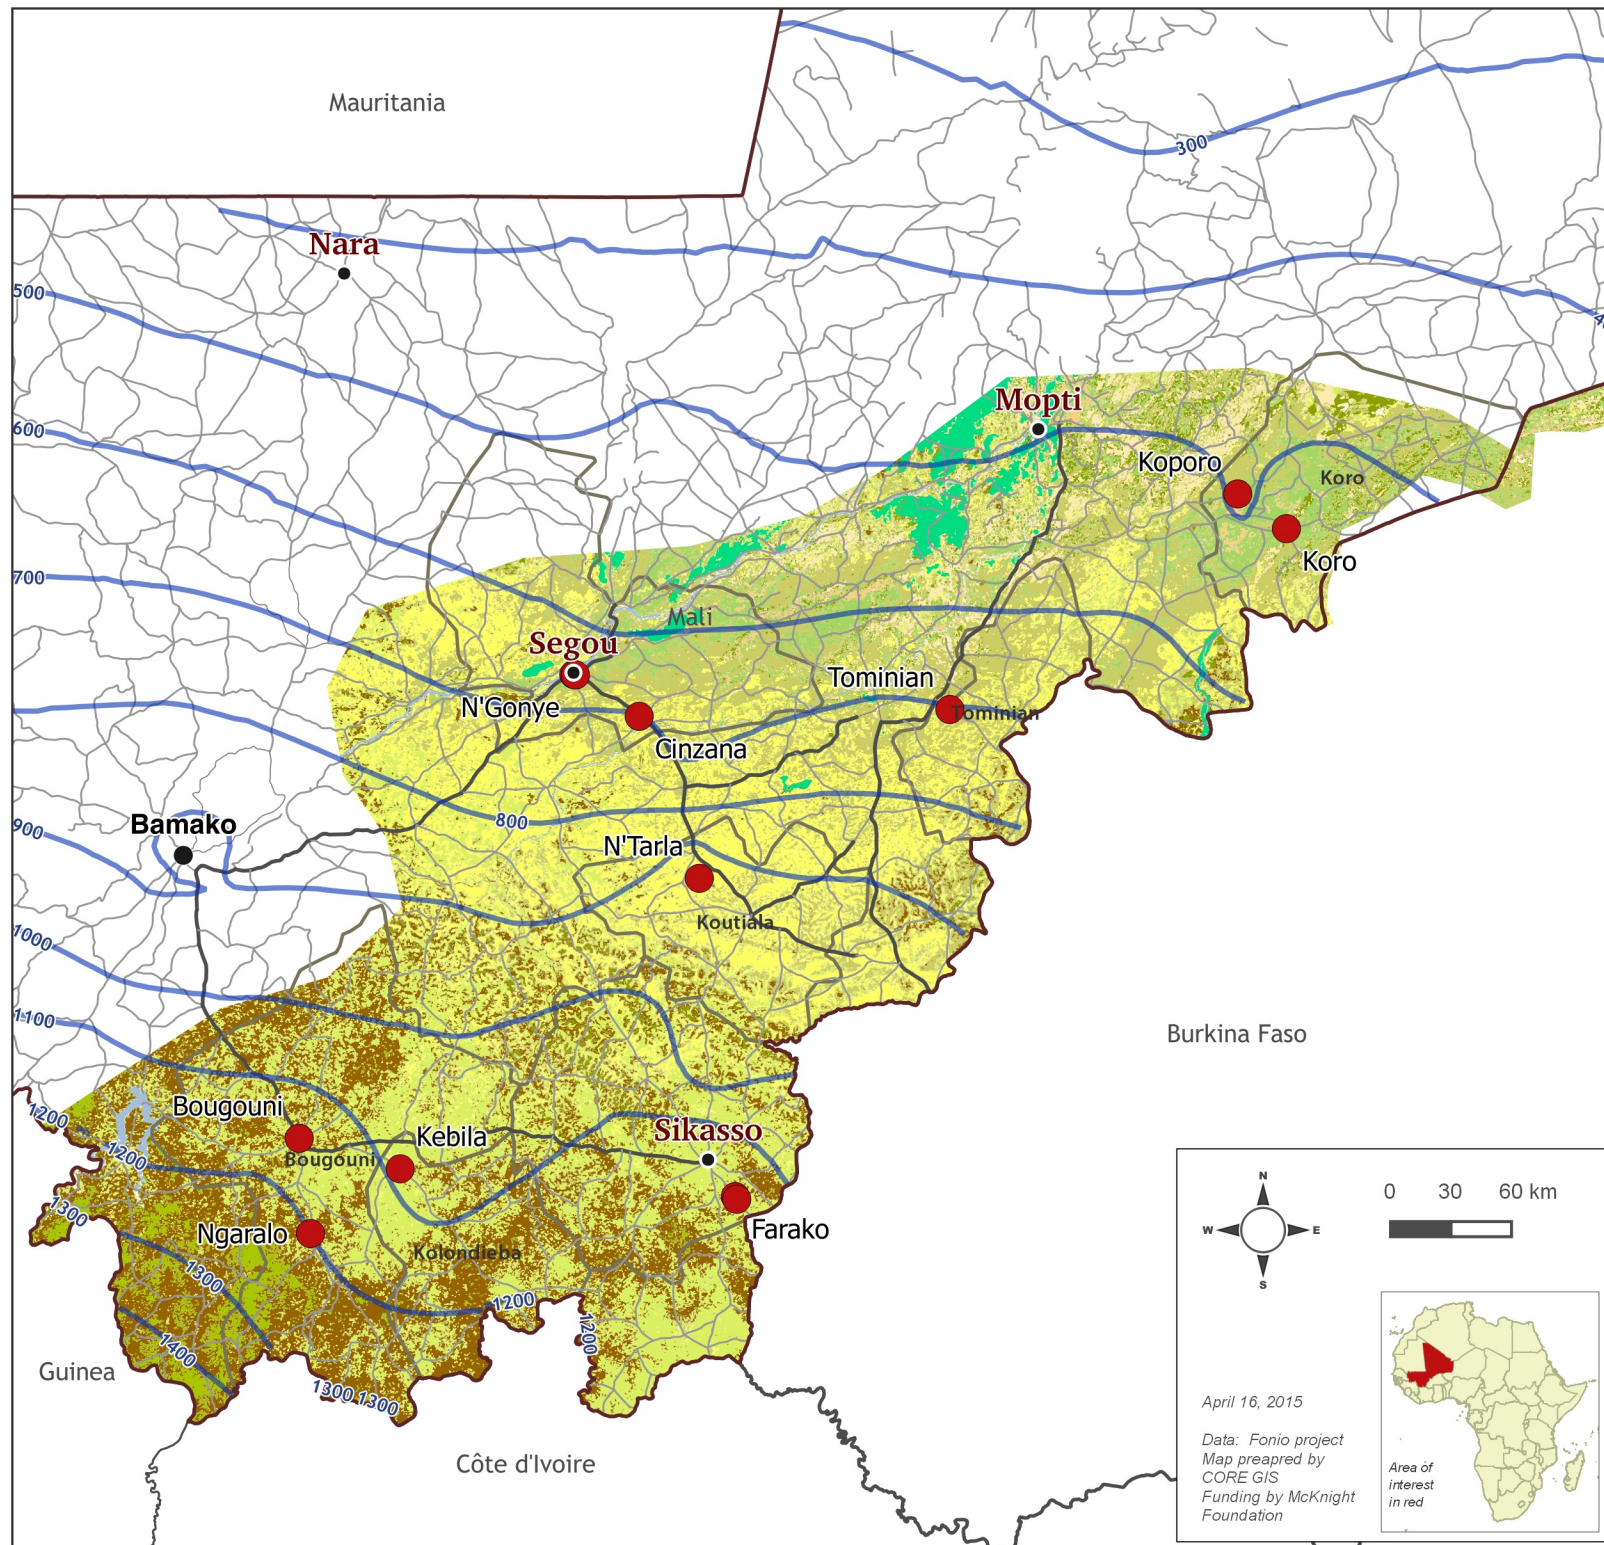 Mauritania
300
Nara
500
4
Mopti
600
Koporo
Koro
Koro
700
Mali
Segou
Tominian
N'Gonye
Tominian
Cinzana
800
Bamako
900
N'Tarla
Koutiala
1000
1100
Burkina Faso
Bougouni
1200
Kebila
Sikasso
1200
Bougouni
1300
Ngaralo
Farako
Kolondieba
1300
1200
1200
1400
Guinea
1300
1300
Côte d'Ivoire
N
W
E
S
0 30 60 km
April 16, 2015
Data: Fonio project
Map preapred by
CORE GIS
Funding by McKnight
Foundation
Area of
interest
in red